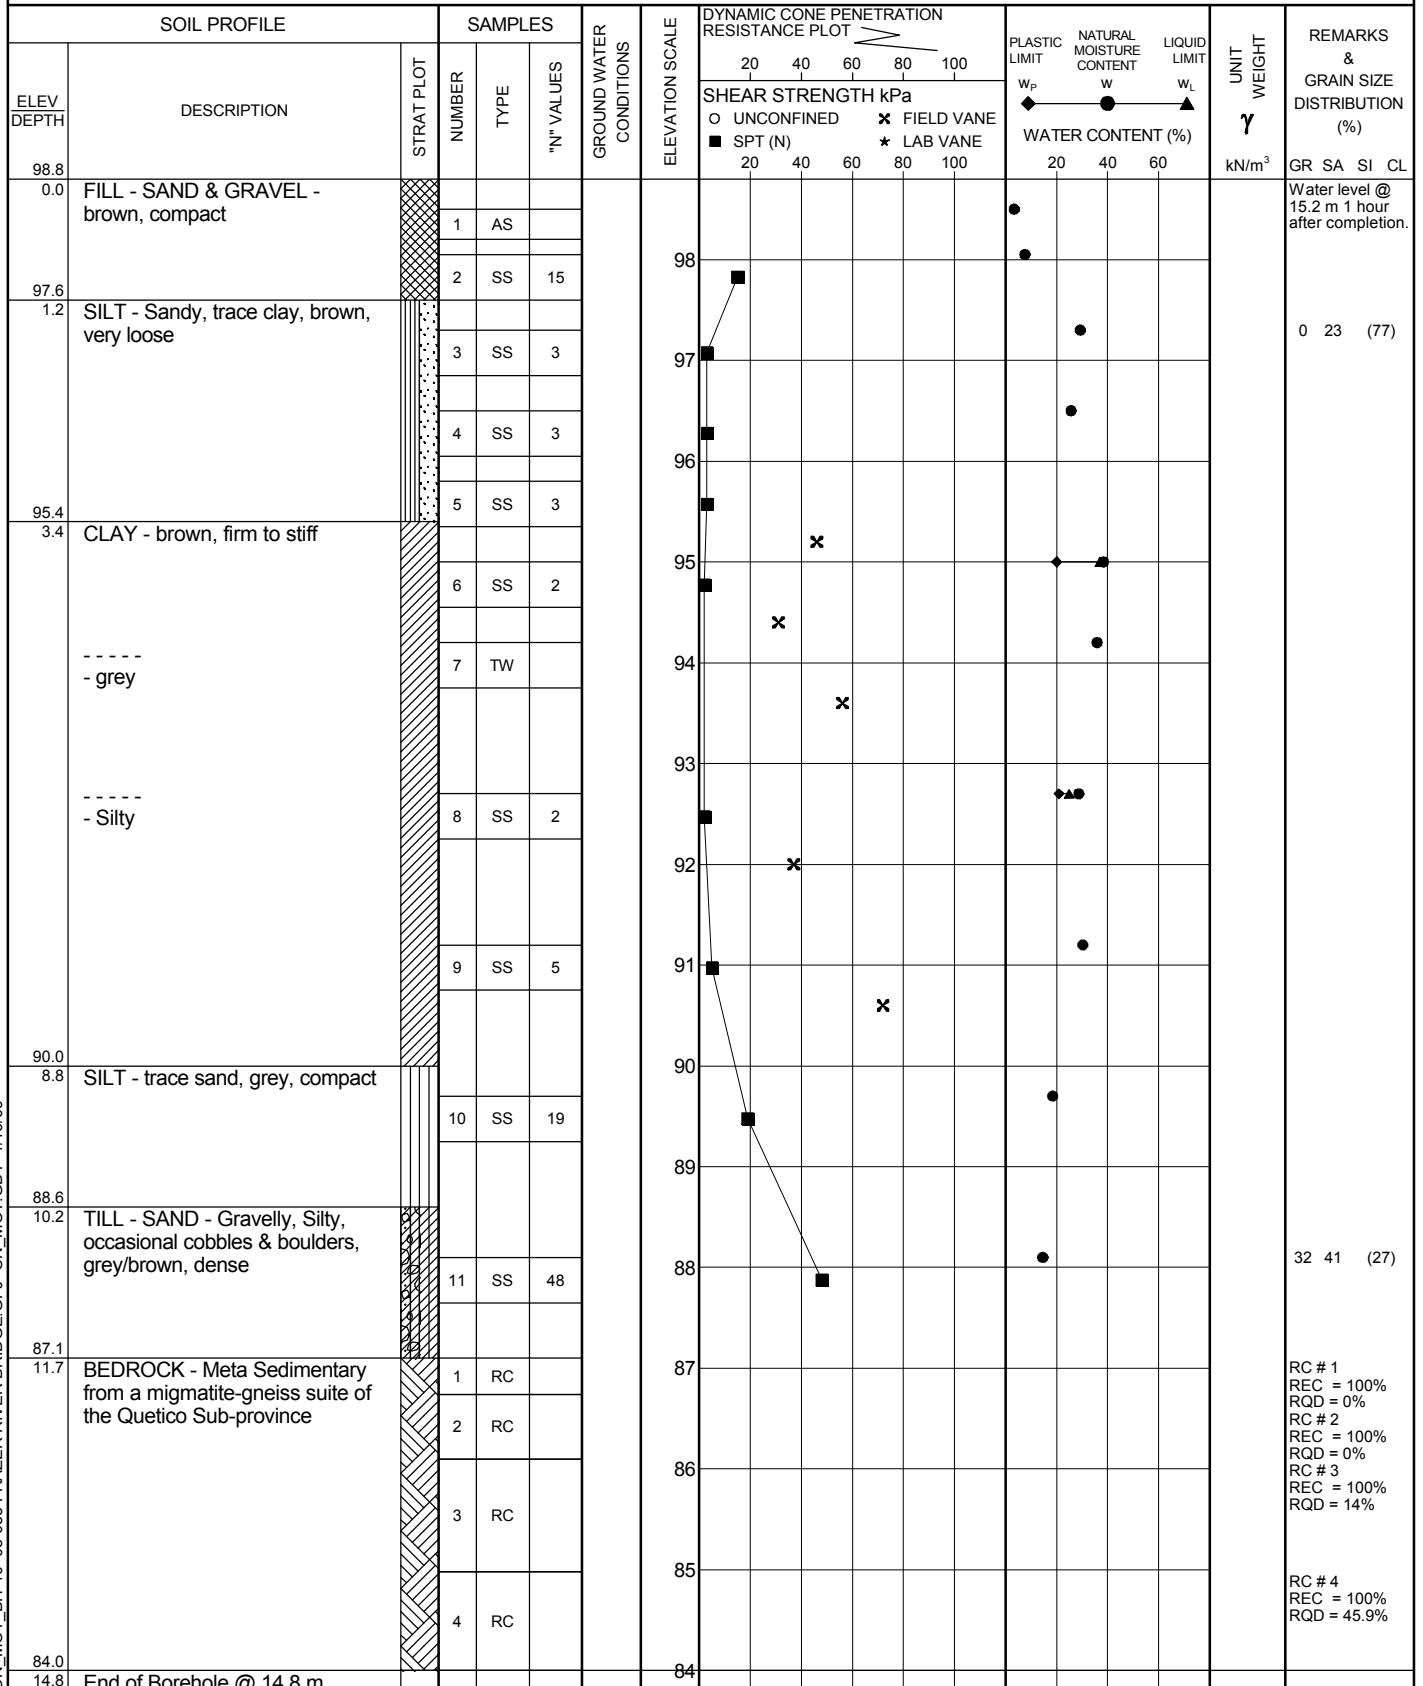 SOIL PROFILE
SAMPLES
GROUND WATER
CONDITIONS
ELEVATION SCALE
DYNAMIC CONE PENETRATION
RESISTANCE PLOT
20 40 60 80 100
PLASTIC
LIMIT
NATURAL
MOISTURE
CONTENT
LIQUID
LIMIT
UNIT
WEIGHT
REMARKS
&
GRAIN SIZE
DISTRIBUTION
(%)
ELEV
DEPTH
DESCRIPTION
STRAT PLOT
NUMBER
TYPE
"N" VALUES
SHEAR STRENGTH kPa
○ UNCONFINED ✖ FIELD VANE
■ SPT (N) ★ LAB VANE
20 40 60 80 100
WP W WL
WATER CONTENT (%)
20 40 60
γ
kN/m³
GR SA SI CL
98.8
0.0
FILL - SAND & GRAVEL -
brown, compact
Water level @
15.2 m 1 hour
after completion.
1 AS
98
2 SS 15
97.6
1.2
SILT - Sandy, trace clay, brown,
very loose
0 23 (77)
3 SS 3
97
4 SS 3
96
5 SS 3
95.4
3.4
CLAY - brown, firm to stiff
95
6 SS 2
- - - - -
- grey
7 TW
94
93
- - - - -
- Silty
8 SS 2
92
9 SS 5
91
90.0
90
8.8
SILT - trace sand, grey, compact
10 SS 19
89
88.6
10.2
TILL - SAND - Gravelly, Silty,
occasional cobbles & boulders,
grey/brown, dense
32 41 (27)
88
11 SS 48
87.1
11.7
BEDROCK - Meta Sedimentary
from a migmatite-gneiss suite of
the Quetico Sub-province
1 RC
87
RC # 1
REC = 100%
RQD = 0%
2 RC
RC # 2
REC = 100%
RQD = 0%
86
RC # 3
REC = 100%
RQD = 14%
3 RC
85
RC # 4
REC = 100%
RQD = 45.9%
4 RC
84.0
84
14.8
End of Borehole @ 14.8 m